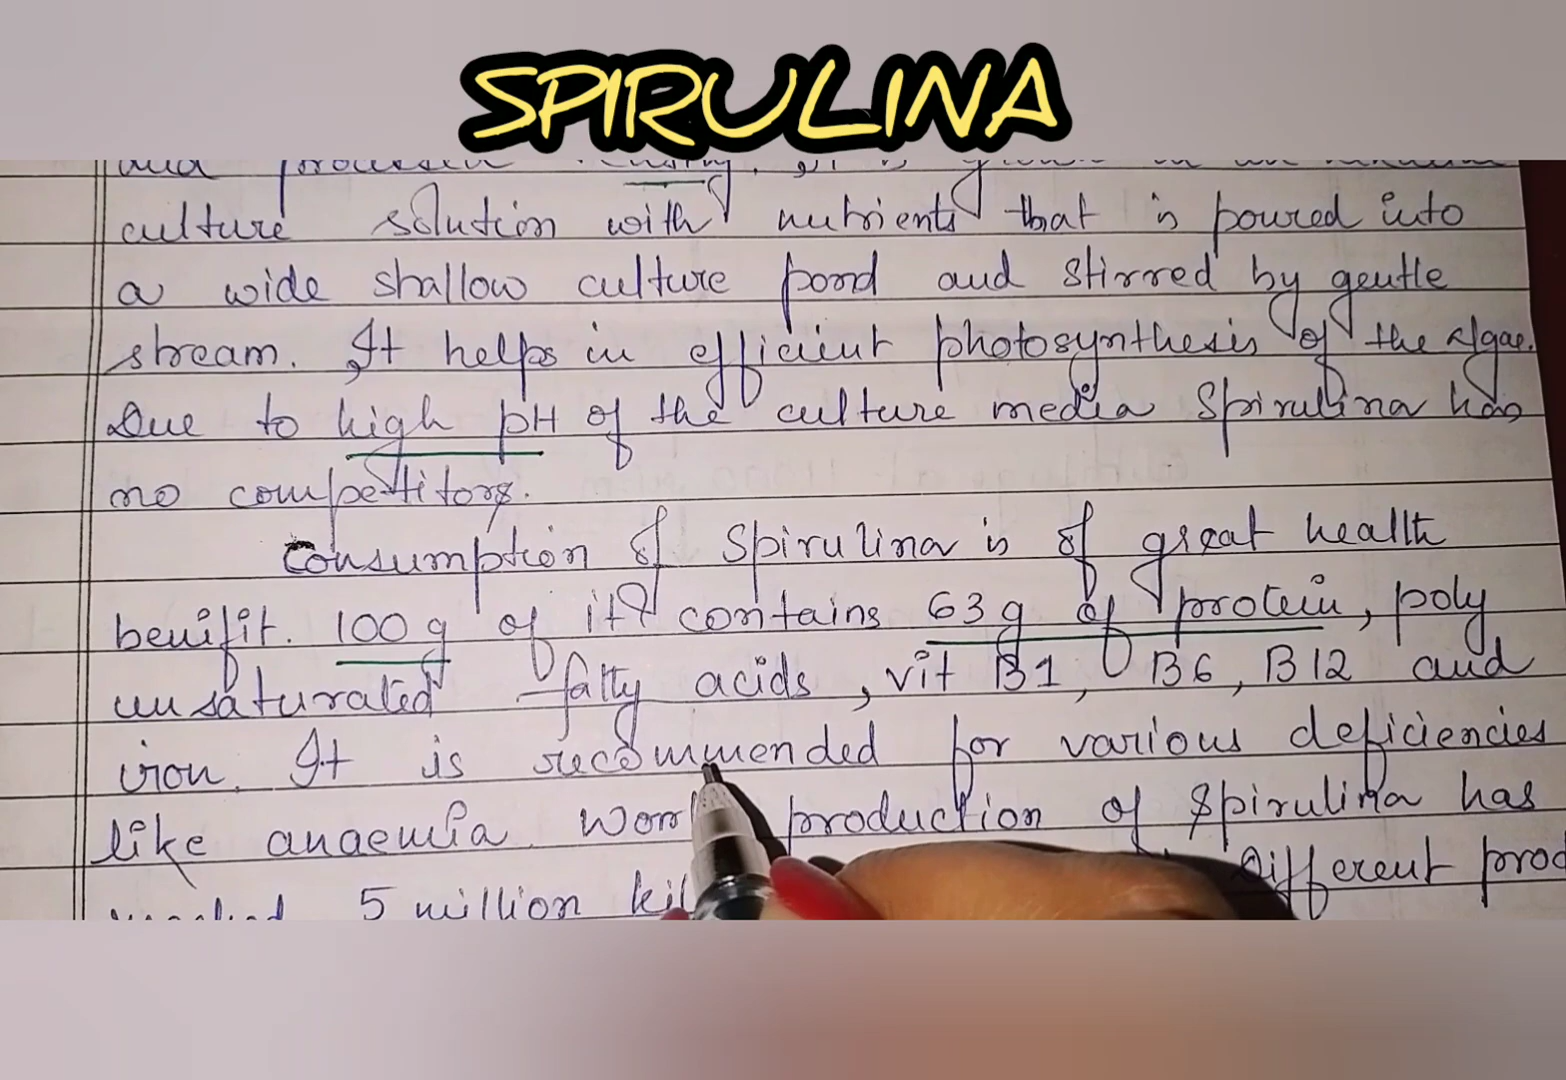 SPIRULINA
culture solution with nutrients that is poured into
a wide shallow culture pond and stirred by gentle
stream. It helps in efficient photosynthesis of the algae.
Due to high pH of the culture media Spirulina has
no competitors.
Consumption of Spirulina is of great health
benifit. 100 g of it contains 63 g of protein, poly
unsaturated fatty acids, vit B1, B6, B12 and
iron. It is recommended for various deficiencies
like anaemia. production of Spirulina has
5 million Different